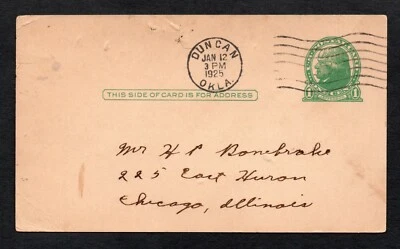 DUNCAN
JAN 12
3 PM
1925
OKLA.
THIS SIDE OF CARD IS FOR ADDRESS
1 1
Mr H P Bonebrake
225 East Huron
Chicago, Illinois